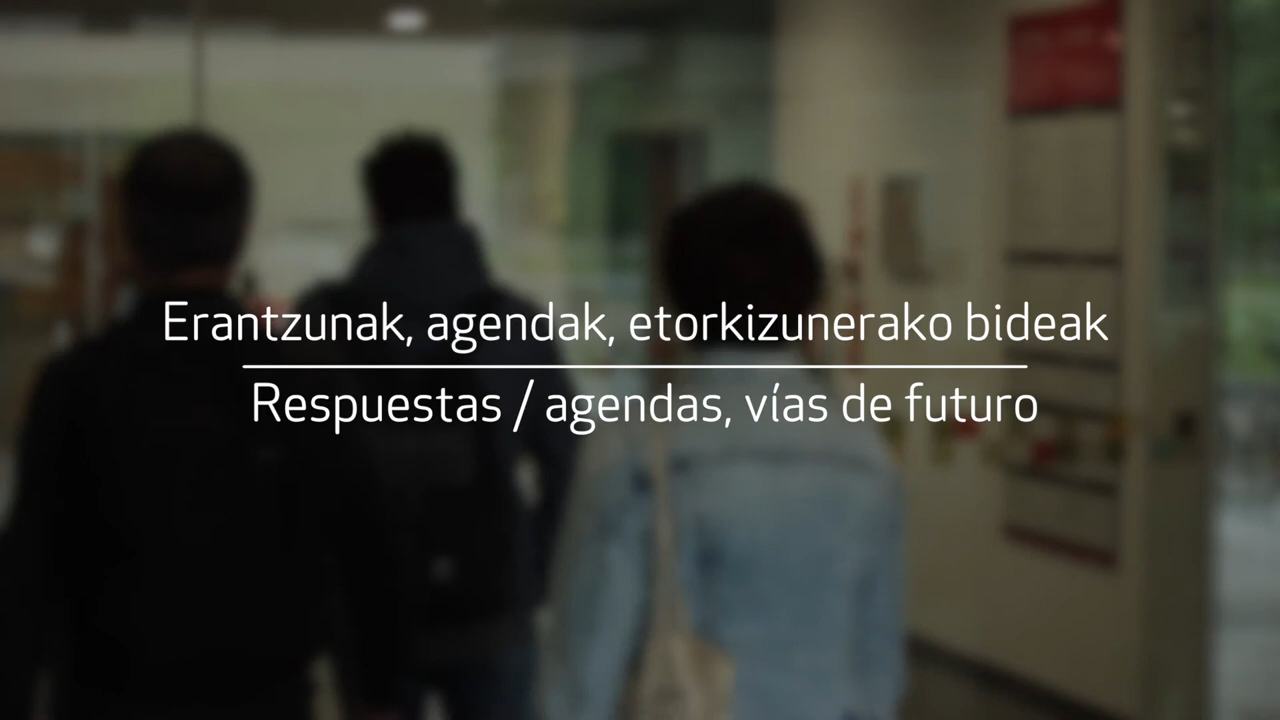 Erantzunak, agendak, etorkizunerako bideak
Respuestas / agendas, vías de futuro